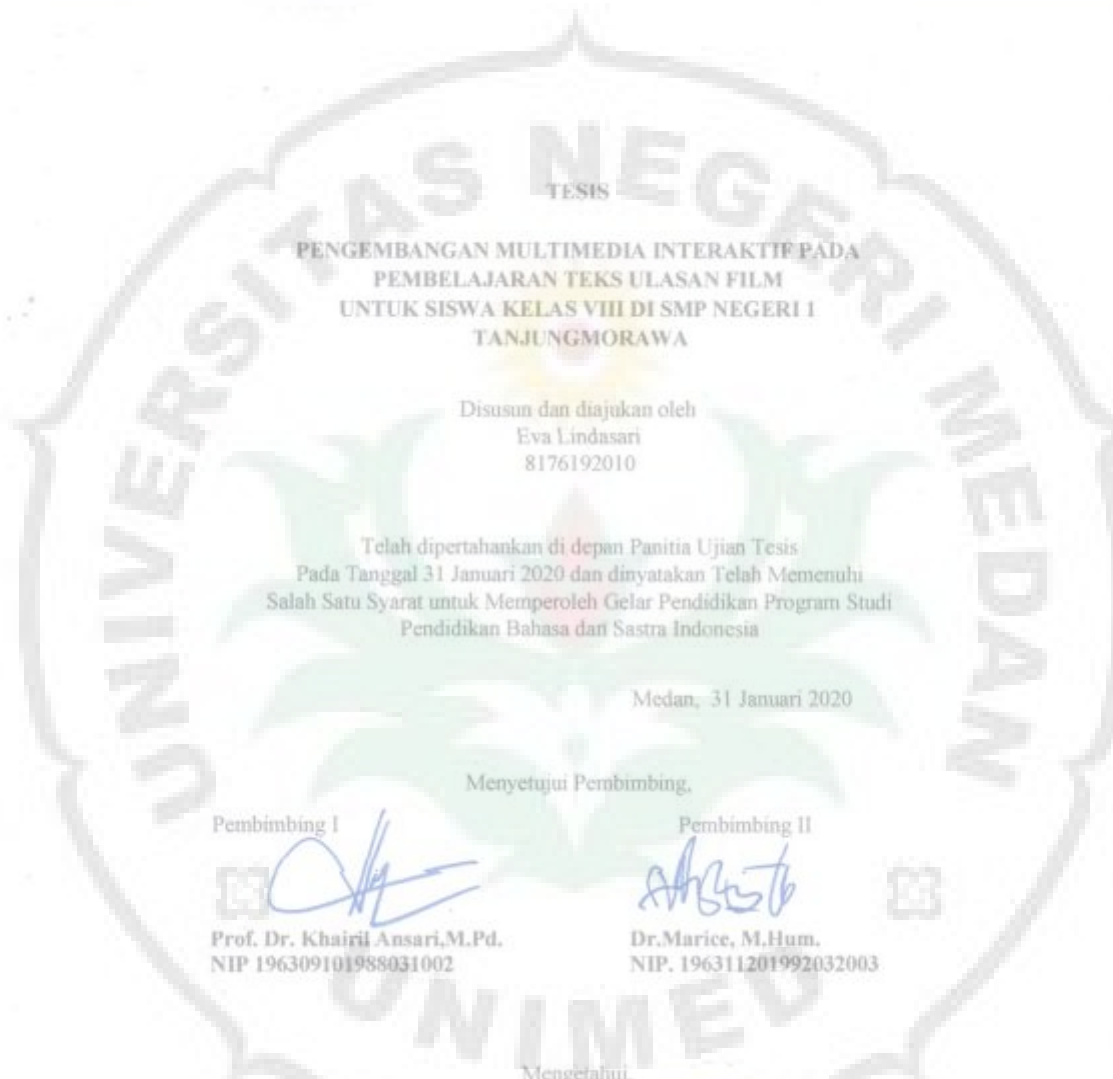 UNIVERSITAS NEGERI MEDAN
TESIS
PENGEMBANGAN MULTIMEDIA INTERAKTIF PADA
PEMBELAJARAN TEKS ULASAN FILM
UNTUK SISWA KELAS VIII DI SMP NEGERI 1
TANJUNGMORAWA
Disusun dan diajukan oleh
Eva Lindasari
8176192010
Telah dipertahankan di depan Panitia Ujian Tesis
Pada Tanggal 31 Januari 2020 dan dinyatakan Telah Memenuhi
Salah Satu Syarat untuk Memperoleh Gelar Pendidikan Program Studi
Pendidikan Bahasa dan Sastra Indonesia
Medan, 31 Januari 2020
Menyetujui Pembimbing,
Pembimbing I Pembimbing II
Prof. Dr. Khairil Ansari,M.Pd. Dr.Marice, M.Hum.
NIP 196309101988031002 NIP. 196311201992032003
UNIMED
Mengetahui,